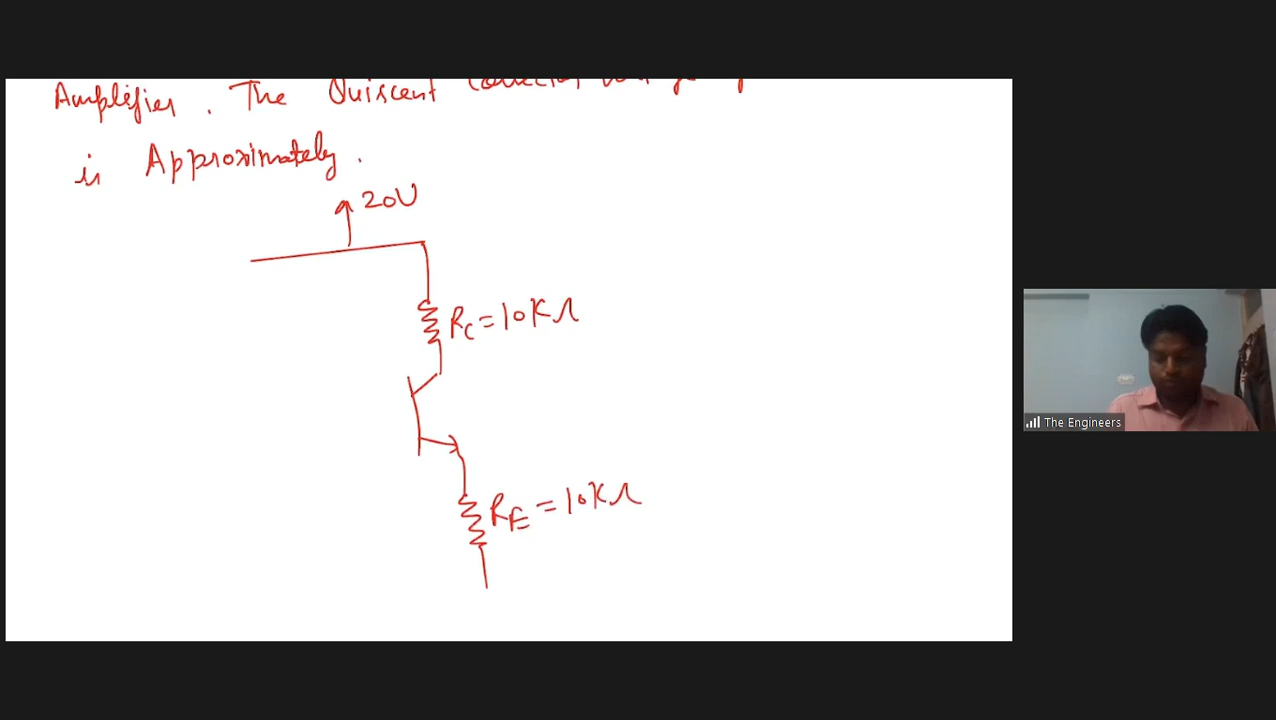 Amplifier. The Quiscent
is Approximately.
20V
RC=10KΩ
RE=10KΩ
The Engineers